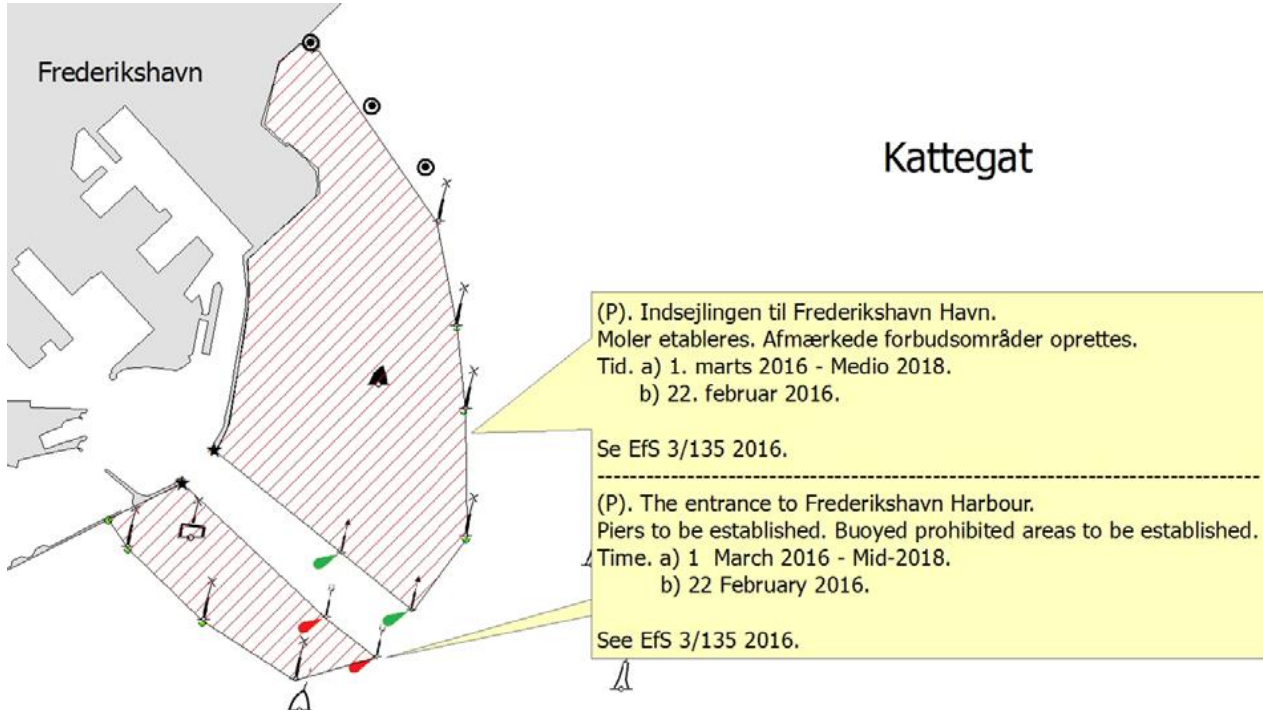 Frederikshavn
Kattegat
(P). Indsejlingen til Frederikshavn Havn.
Moler etableres. Afmærkede forbudsområder oprettes.
Tid. a) 1. marts 2016 - Medio 2018.
b) 22. februar 2016.
Se EfS 3/135 2016.
--------------------------------------------------------------------------------
(P). The entrance to Frederikshavn Harbour.
Piers to be established. Buoyed prohibited areas to be established.
Time. a) 1 March 2016 - Mid-2018.
b) 22 February 2016.
See EfS 3/135 2016.